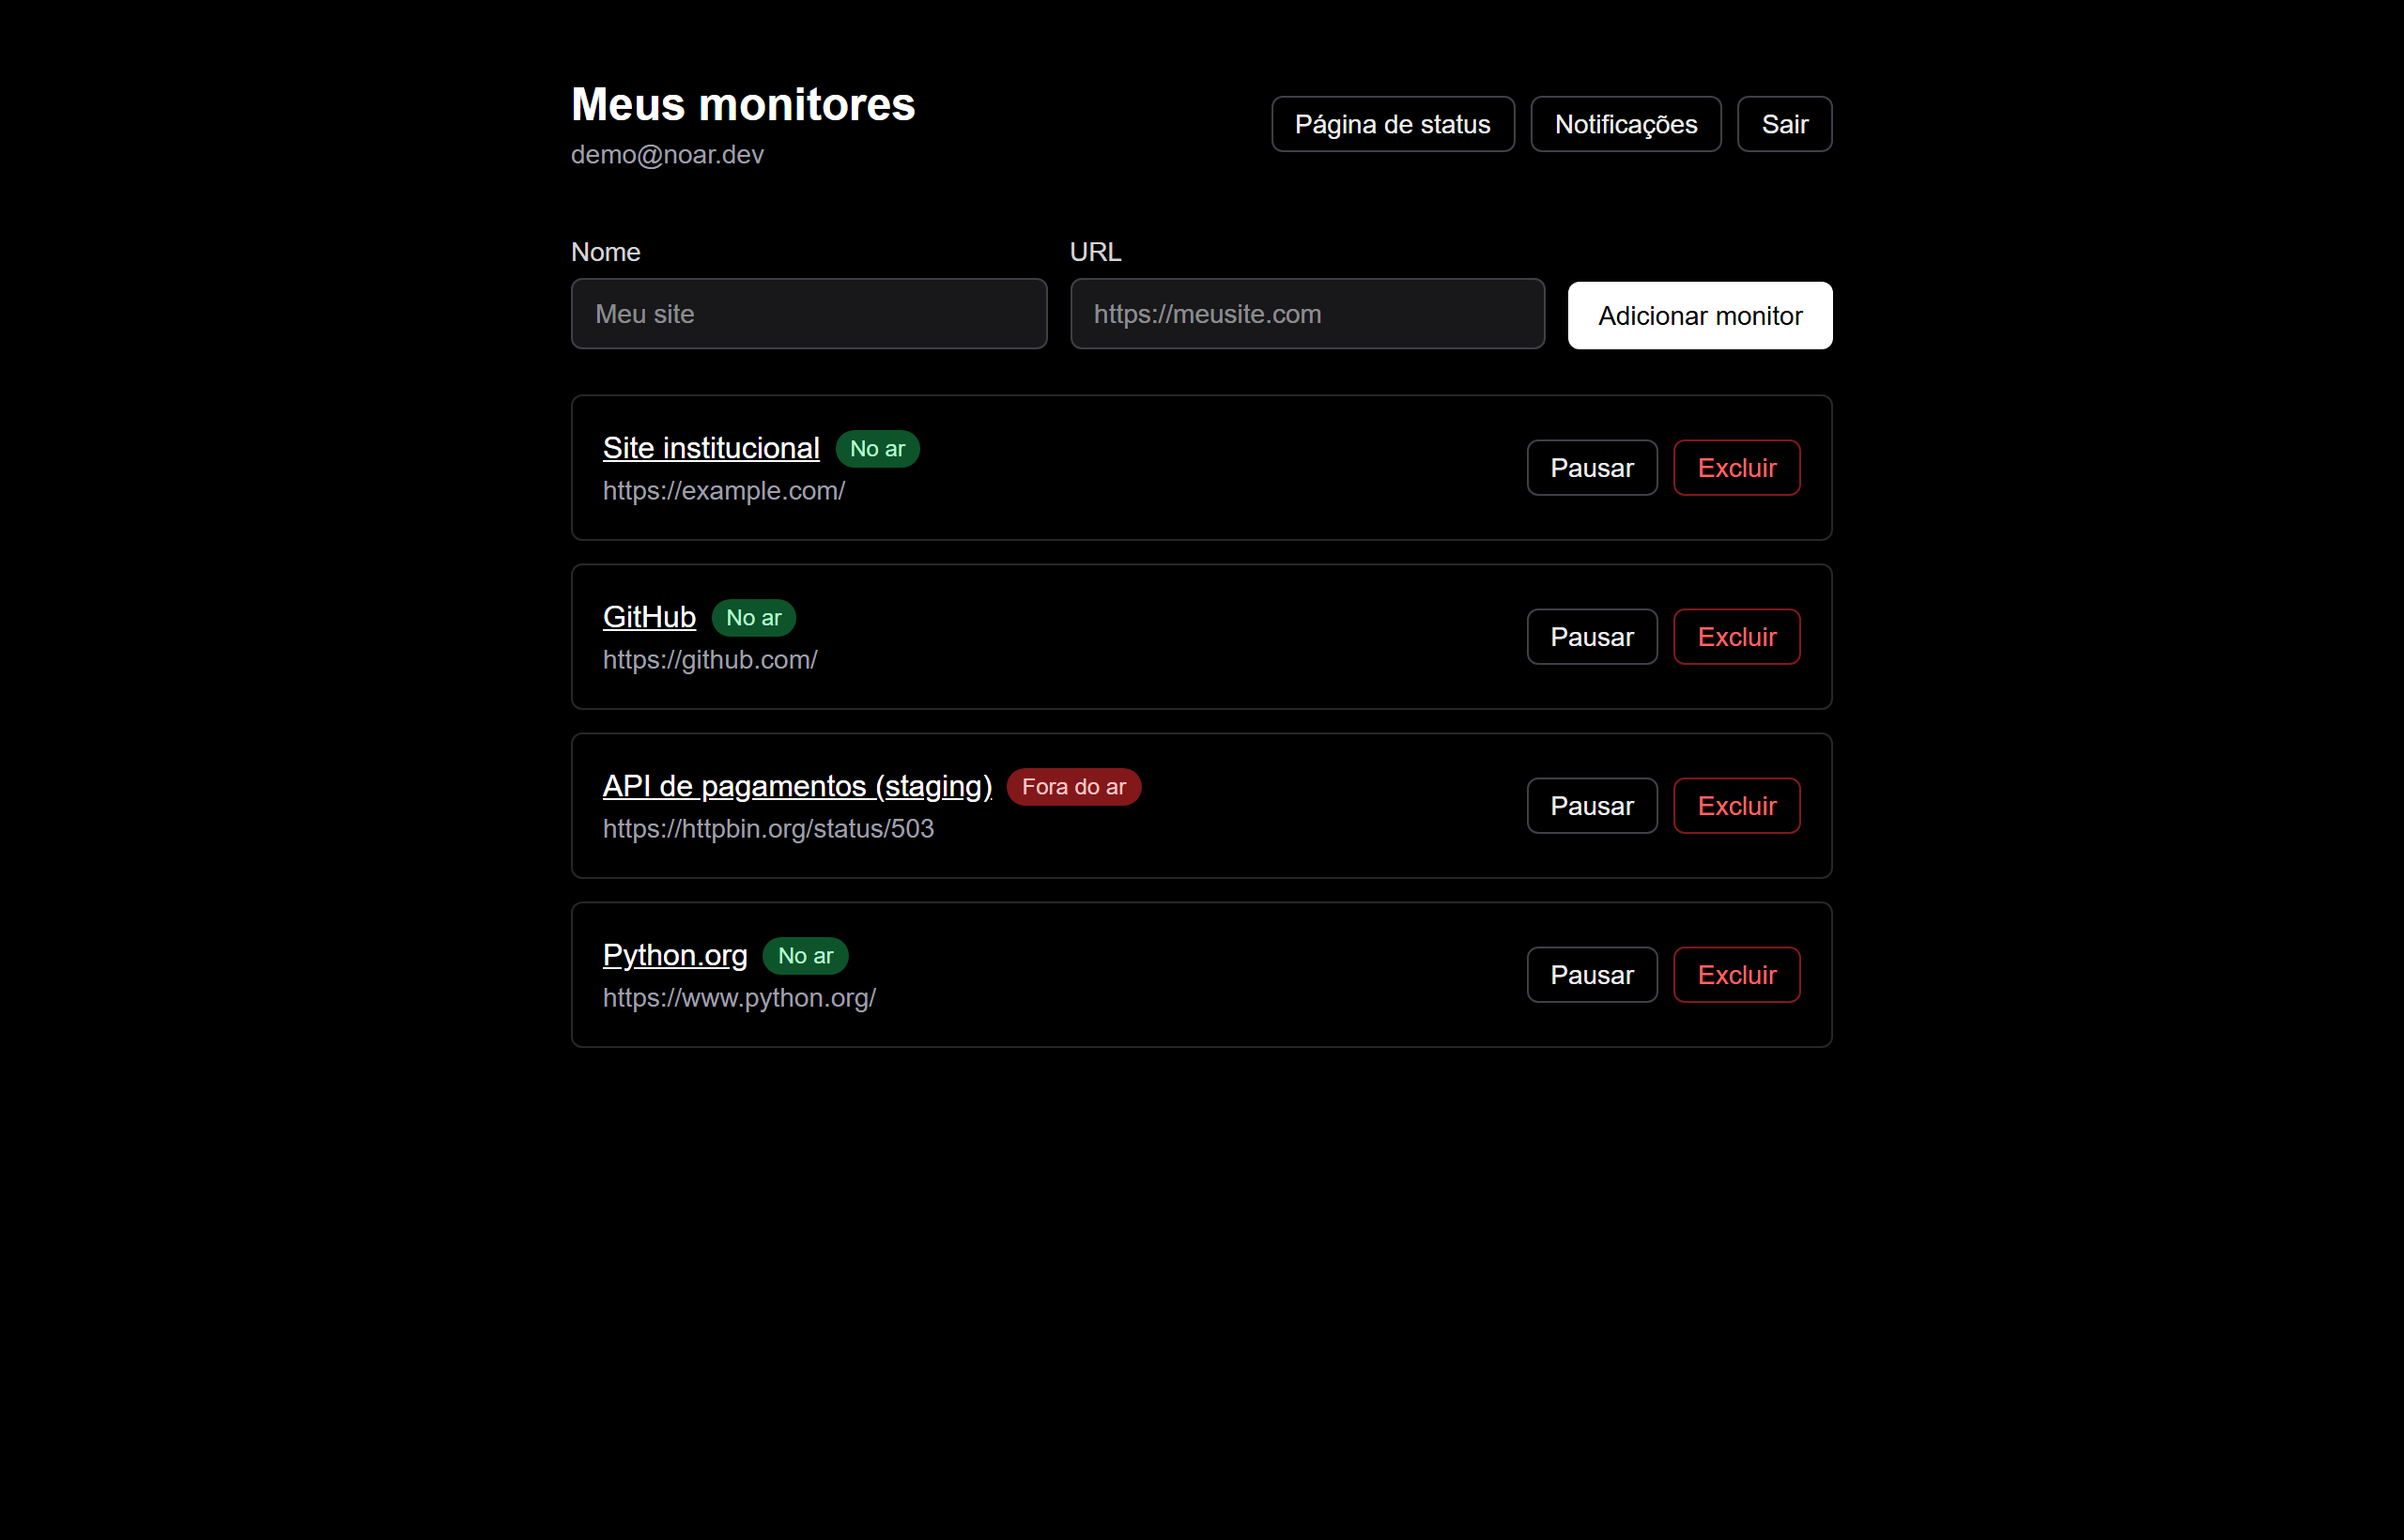 Meus monitores
demo@noar.dev
Página de status
Notificações
Sair
Nome
URL
Meu site
https://meusite.com
Adicionar monitor
Site institucional No ar
https://example.com/
Pausar
Excluir
GitHub No ar
https://github.com/
Pausar
Excluir
API de pagamentos (staging) Fora do ar
https://httpbin.org/status/503
Pausar
Excluir
Python.org No ar
https://www.python.org/
Pausar
Excluir